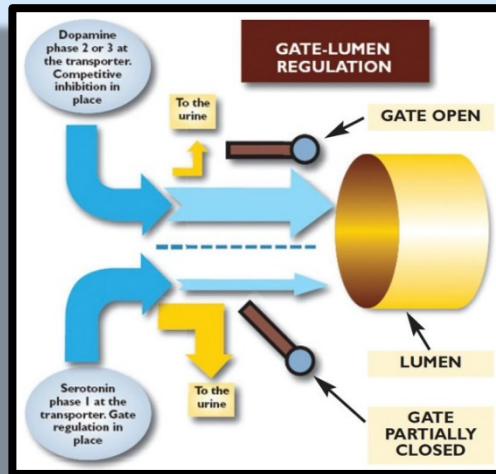 Dopamine
phase 2 or 3 at
the transporter.
Competitive
inhibition in
place
GATE-LUMEN
REGULATION
To the
urine
GATE OPEN
LUMEN
To the
urine
GATE
PARTIALLY
CLOSED
Serotonin
phase 1 at the
transporter. Gate
regulation in
place